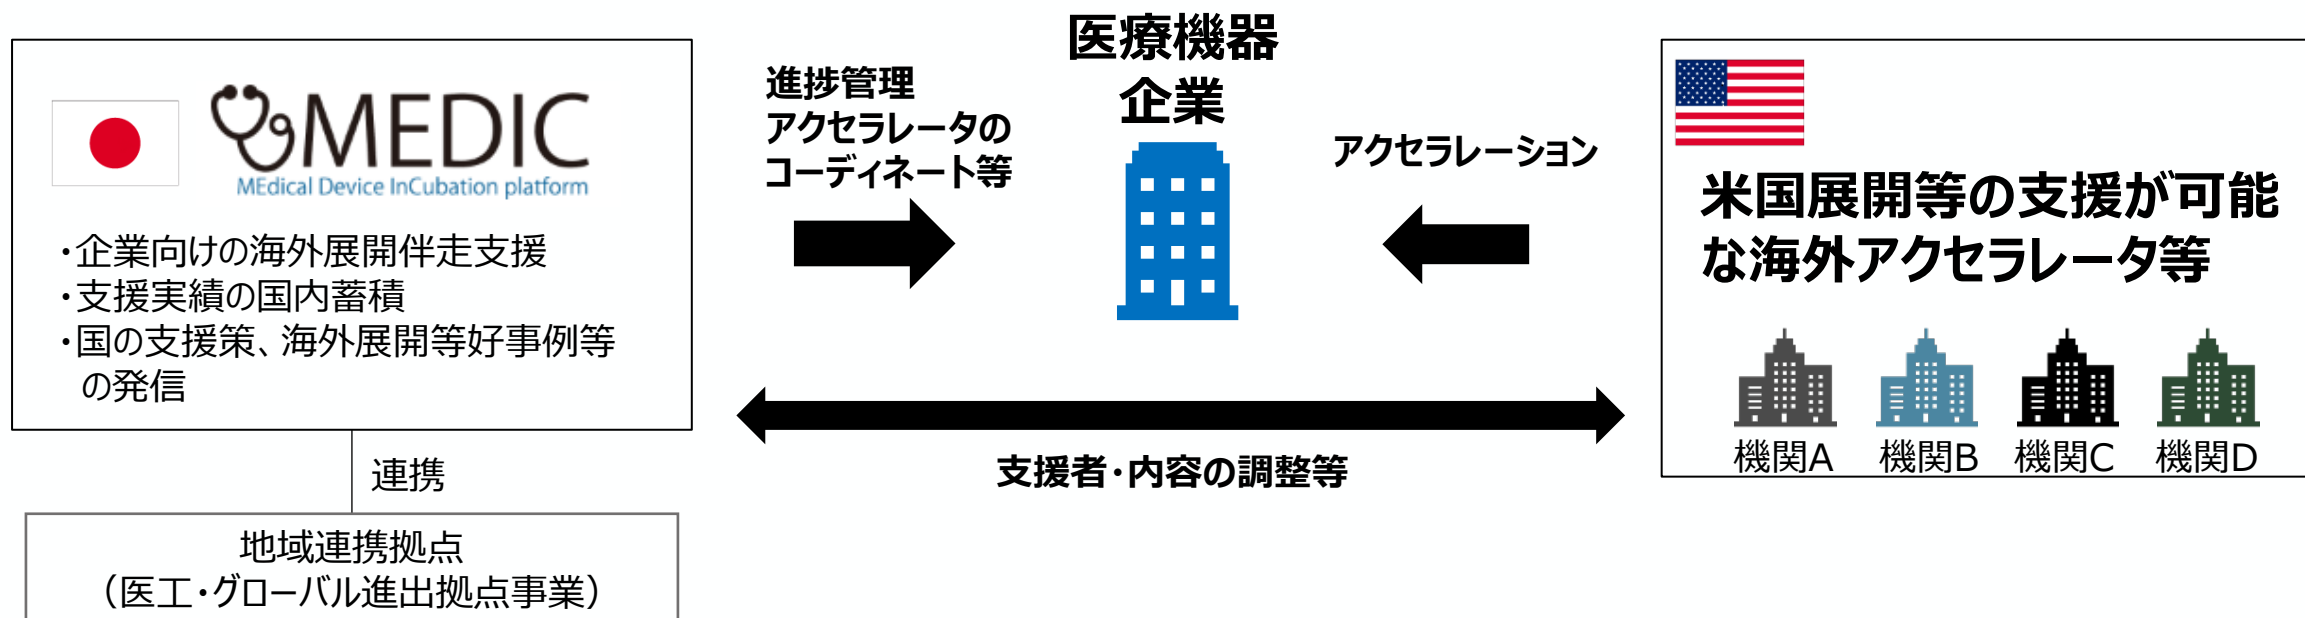 MEDIC
MEdical Device InCubation platform
・企業向けの海外展開伴走支援
・支援実績の国内蓄積
・国の支援策、海外展開等好事例等
の発信
連携
地域連携拠点
（医工・グローバル進出拠点事業）
進捗管理
アクセラレータの
コーディネート等
医療機器
企業
アクセラレーション
支援者・内容の調整等
米国展開等の支援が可能
な海外アクセラレータ等
機関A 機関B 機関C 機関D